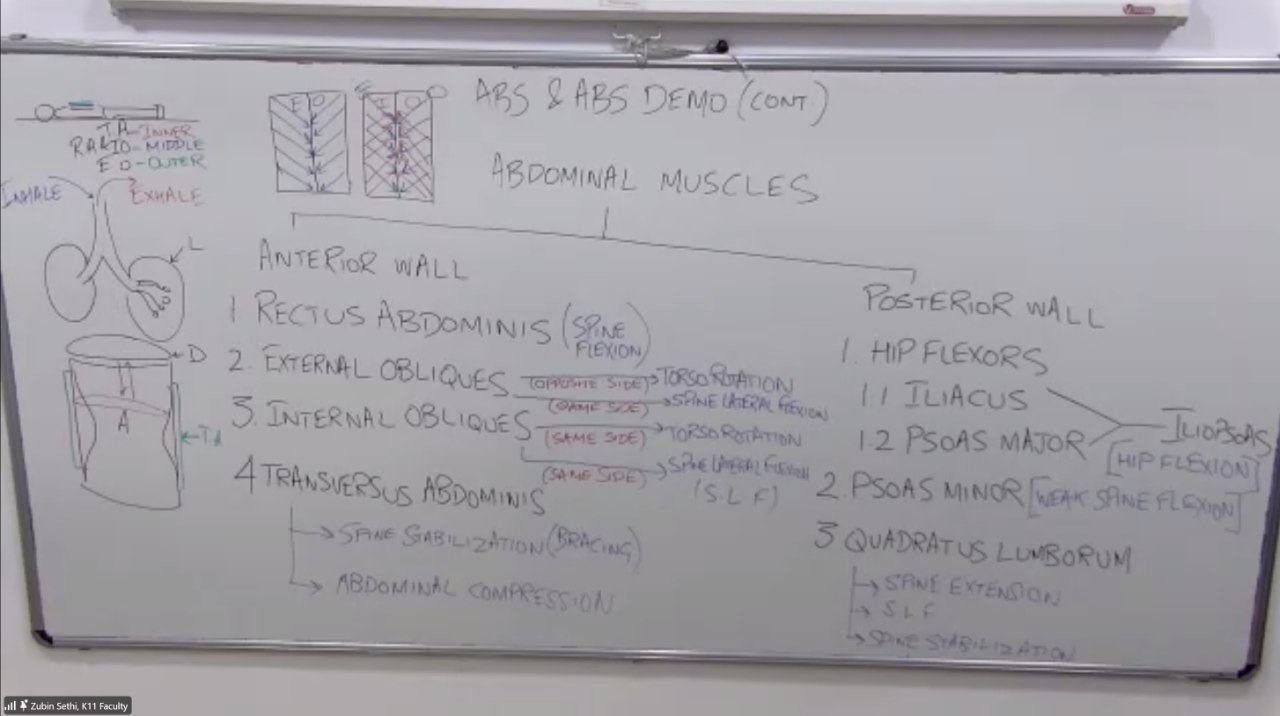 ABS & ABS DEMO (CONT.)
ABDOMINAL MUSCLES
T A - INNER
RA & IO - MIDDLE
E O - OUTER
INHALE
EXHALE
L
D
A
TA
E O
I O
ANTERIOR WALL
1 RECTUS ABDOMINIS (SPINE FLEXION)
2. EXTERNAL OBLIQUES
(OPPOSITE SIDE) TORSO ROTATION
(SAME SIDE) SPINE LATERAL FLEXION
3. INTERNAL OBLIQUES
(SAME SIDE) TORSO ROTATION
(SAME SIDE) SPINE LATERAL FLEXION
(S.L F)
4 TRANSVERSUS ABDOMINIS
SPINE STABILIZATION (BRACING)
ABDOMINAL COMPRESSION
POSTERIOR WALL
1. HIP FLEXORS
1.1 ILIACUS
1.2 PSOAS MAJOR
ILIOPSOAS
[HIP FLEXION]
2. PSOAS MINOR [WEAK SPINE FLEXION]
3 QUADRATUS LUMBORUM
SPINE EXTENSION
S L F
SPINE STABILIZATION
Zubin Sethi, K11 Faculty